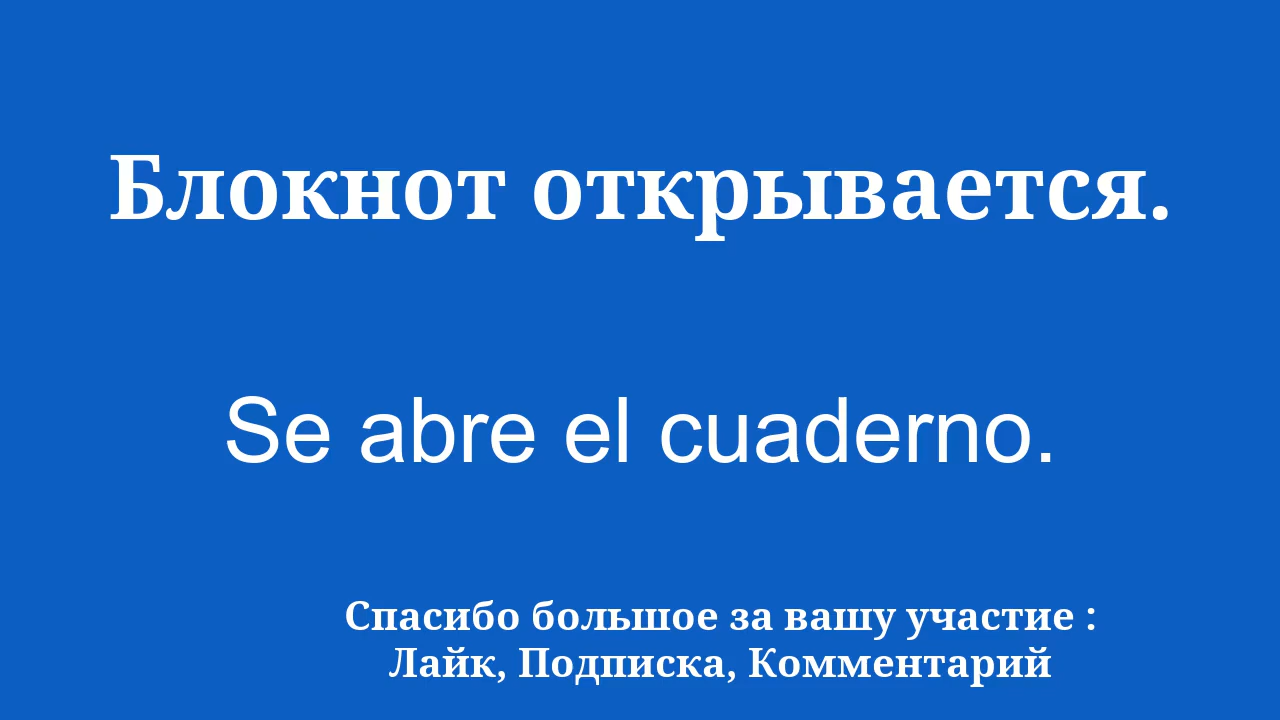 Блокнот открывается.
Se abre el cuaderno.
Спасибо большое за вашу участие :
Лайк, Подписка, Комментарий